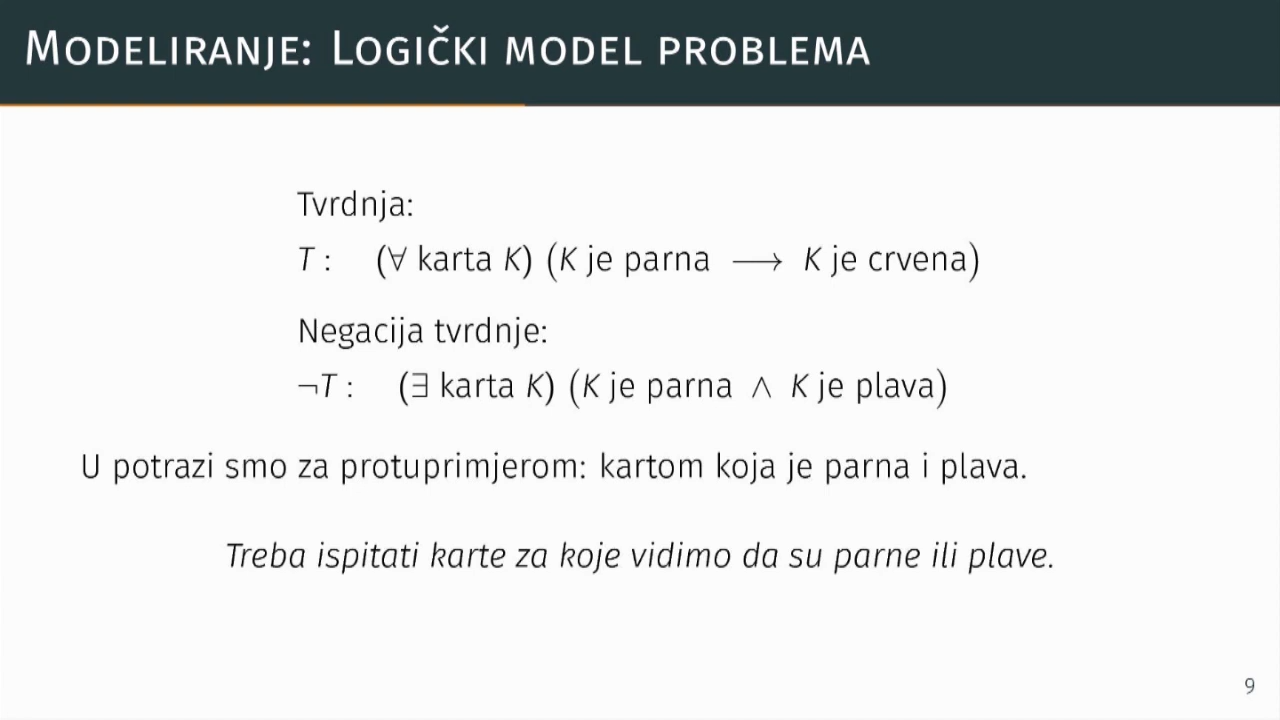 Modeliranje: Logički model problema
Tvrdnja:
T : (∀ karta K) (K je parna ⟶ K je crvena)
Negacija tvrdnje:
¬T : (∃ karta K) (K je parna ∧ K je plava)
U potrazi smo za protuprimjerom: kartom koja je parna i plava.
Treba ispitati karte za koje vidimo da su parne ili plave.
9